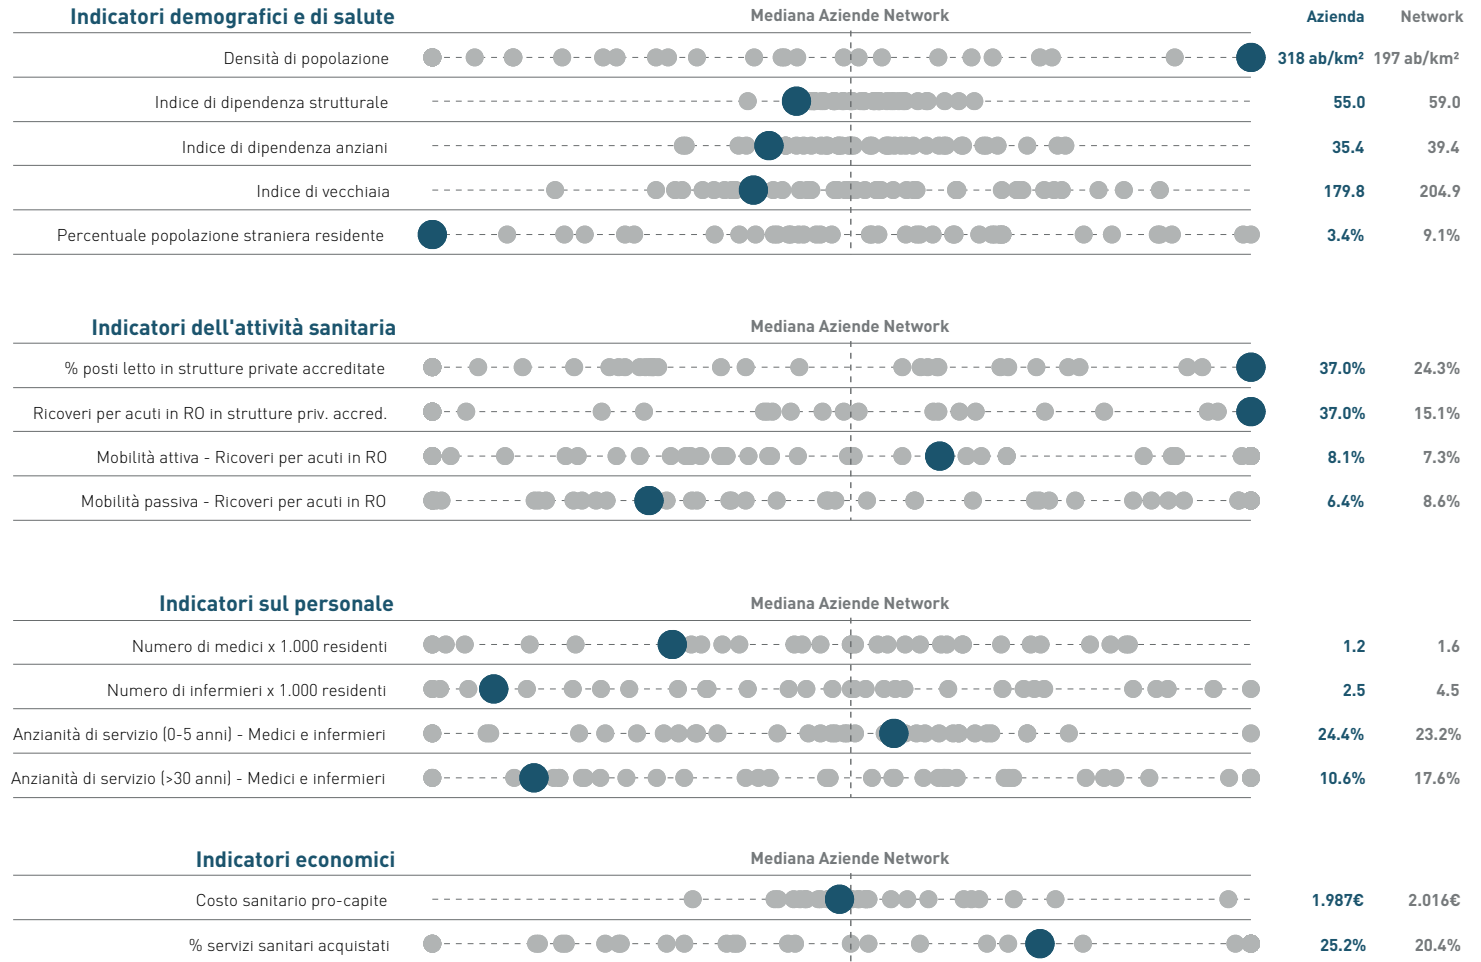 Indicatori demografici e di salute Mediana Aziende Network Azienda Network
Densità di popolazione 318 ab/km² 197 ab/km²
Indice di dipendenza strutturale 55.0 59.0
Indice di dipendenza anziani 35.4 39.4
Indice di vecchiaia 179.8 204.9
Percentuale popolazione straniera residente 3.4% 9.1%
Indicatori dell'attività sanitaria Mediana Aziende Network
% posti letto in strutture private accreditate 37.0% 24.3%
Ricoveri per acuti in RO in strutture priv. accred. 37.0% 15.1%
Mobilità attiva - Ricoveri per acuti in RO 8.1% 7.3%
Mobilità passiva - Ricoveri per acuti in RO 6.4% 8.6%
Indicatori sul personale Mediana Aziende Network
Numero di medici x 1.000 residenti 1.2 1.6
Numero di infermieri x 1.000 residenti 2.5 4.5
Anzianità di servizio (0-5 anni) - Medici e infermieri 24.4% 23.2%
Anzianità di servizio (>30 anni) - Medici e infermieri 10.6% 17.6%
Indicatori economici Mediana Aziende Network
Costo sanitario pro-capite 1.987€ 2.016€
% servizi sanitari acquistati 25.2% 20.4%